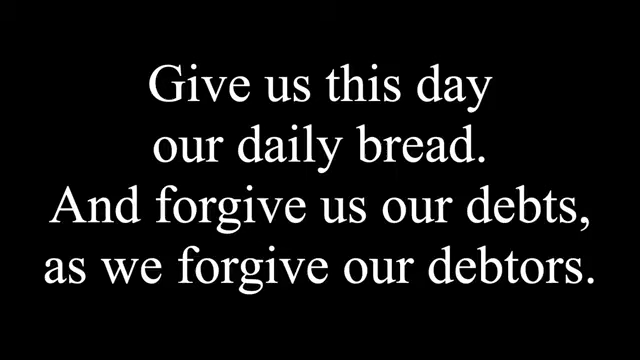 Give us this day
our daily bread.
And forgive us our debts,
as we forgive our debtors.